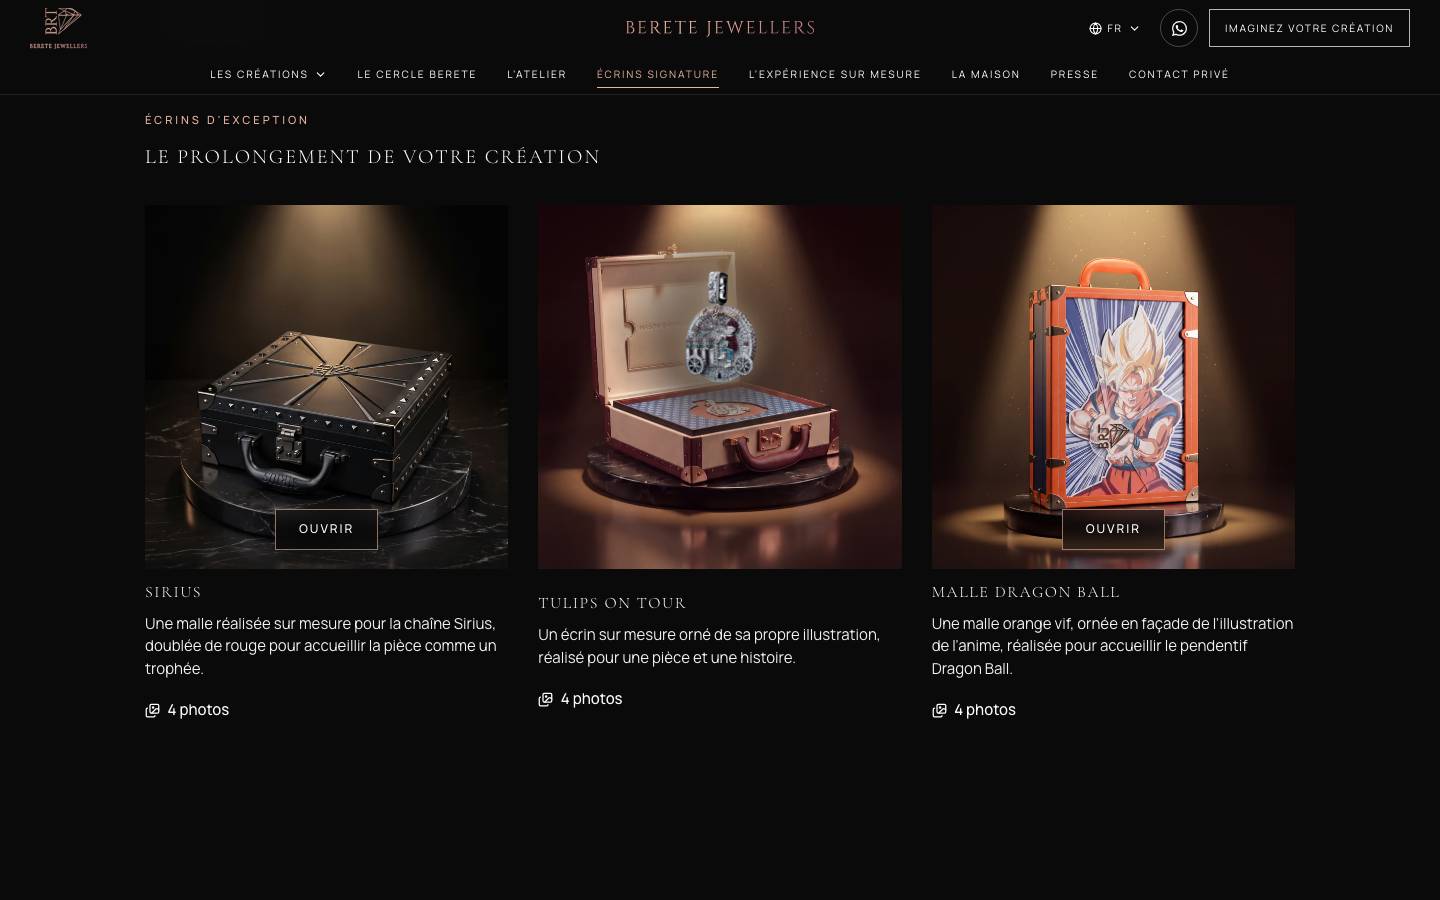 BRT
BERETE JEWELLERS
BERETE JEWELLERS
FR
IMAGINEZ VOTRE CRÉATION
LES CRÉATIONS
LE CERCLE BERETE
L'ATELIER
ÉCRINS SIGNATURE
L'EXPÉRIENCE SUR MESURE
LA MAISON
PRESSE
CONTACT PRIVÉ
ÉCRINS D'EXCEPTION
LE PROLONGEMENT DE VOTRE CRÉATION
OUVRIR
BRT
OUVRIR
SIRIUS
Une malle réalisée sur mesure pour la chaîne Sirius,
doublée de rouge pour accueillir la pièce comme un
trophée.
4 photos
TULIPS ON TOUR
Un écrin sur mesure orné de sa propre illustration,
réalisé pour une pièce et une histoire.
4 photos
MALLE DRAGON BALL
Une malle orange vif, ornée en façade de l'illustration
de l'anime, réalisée pour accueillir le pendentif
Dragon Ball.
4 photos